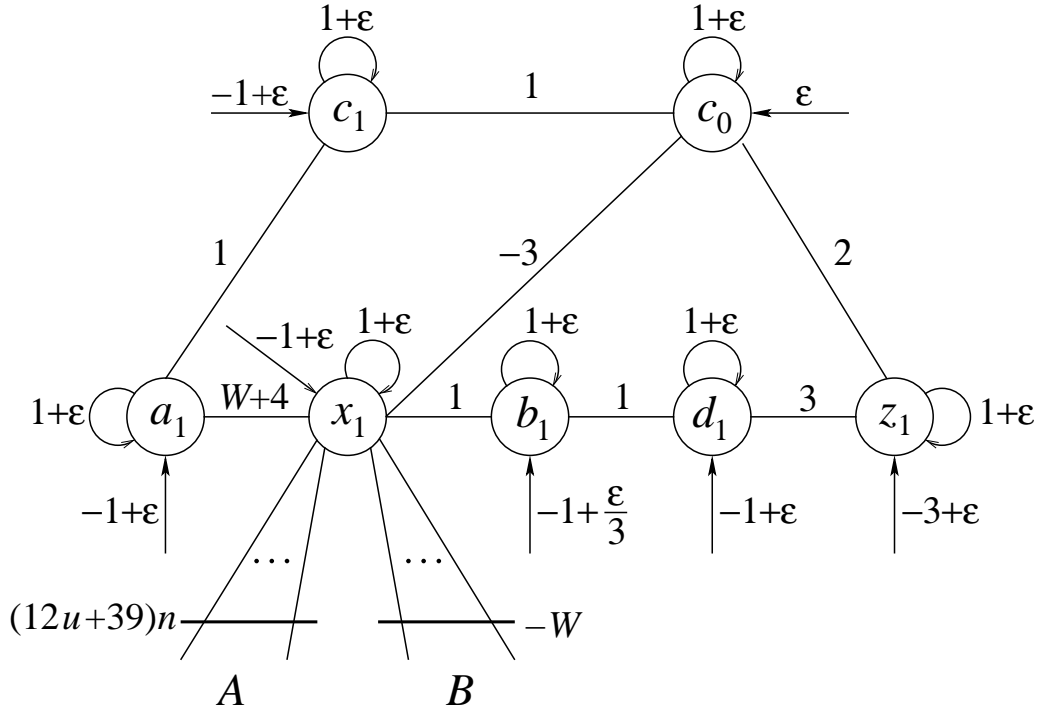 1+ε 1+ε
−1+ε c₁ 1 c₀ ε
1 −3 2
−1+ε 1+ε 1+ε 1+ε
1+ε a₁ W+4 x₁ 1 b₁ 1 d₁ 3 z₁ 1+ε
−1+ε −1+ε/3 −1+ε −3+ε
... ...
(12u+39)n −W
A B